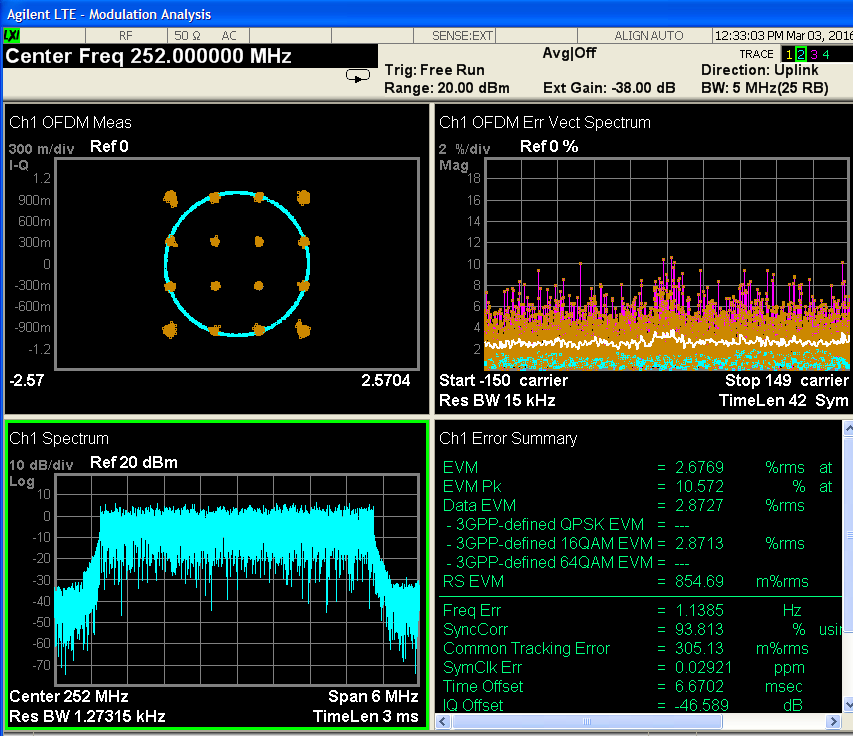 Agilent LTE - Modulation Analysis
LXI RF 50 Ω AC SENSE:EXT ALIGN AUTO 12:33:03 PM Mar 03, 2016
Center Freq 252.000000 MHz
Avg|Off
TRACE 1 2 3 4
Trig: Free Run
Direction: Uplink
Range: 20.00 dBm
Ext Gain: -38.00 dB
BW: 5 MHz(25 RB)
Ch1 OFDM Meas
300 m/div Ref 0
I-Q
1.2
900m
600m
300m
0
-300m
-600m
-900m
-1.2
-2.57 2.5704
Ch1 OFDM Err Vect Spectrum
2 %/div Ref 0 %
Mag
18
16
14
12
10
8
6
4
2
Start -150 carrier Stop 149 carrier
Res BW 15 kHz TimeLen 42 Sym
Ch1 Spectrum
10 dB/div Ref 20 dBm
Log
10
0
-10
-20
-30
-40
-50
-60
-70
Center 252 MHz Span 6 MHz
Res BW 1.27315 kHz TimeLen 3 ms
Ch1 Error Summary
EVM = 2.6769 %rms at
EVM Pk = 10.572 % at
Data EVM = 2.8727 %rms
- 3GPP-defined QPSK EVM = ---
- 3GPP-defined 16QAM EVM = 2.8713 %rms
- 3GPP-defined 64QAM EVM = ---
RS EVM = 854.69 m%rms
Freq Err = 1.1385 Hz
SyncCorr = 93.813 % usin
Common Tracking Error = 305.13 m%rms
SymClk Err = 0.02921 ppm
Time Offset = 6.6702 msec
IQ Offset = -46.589 dB